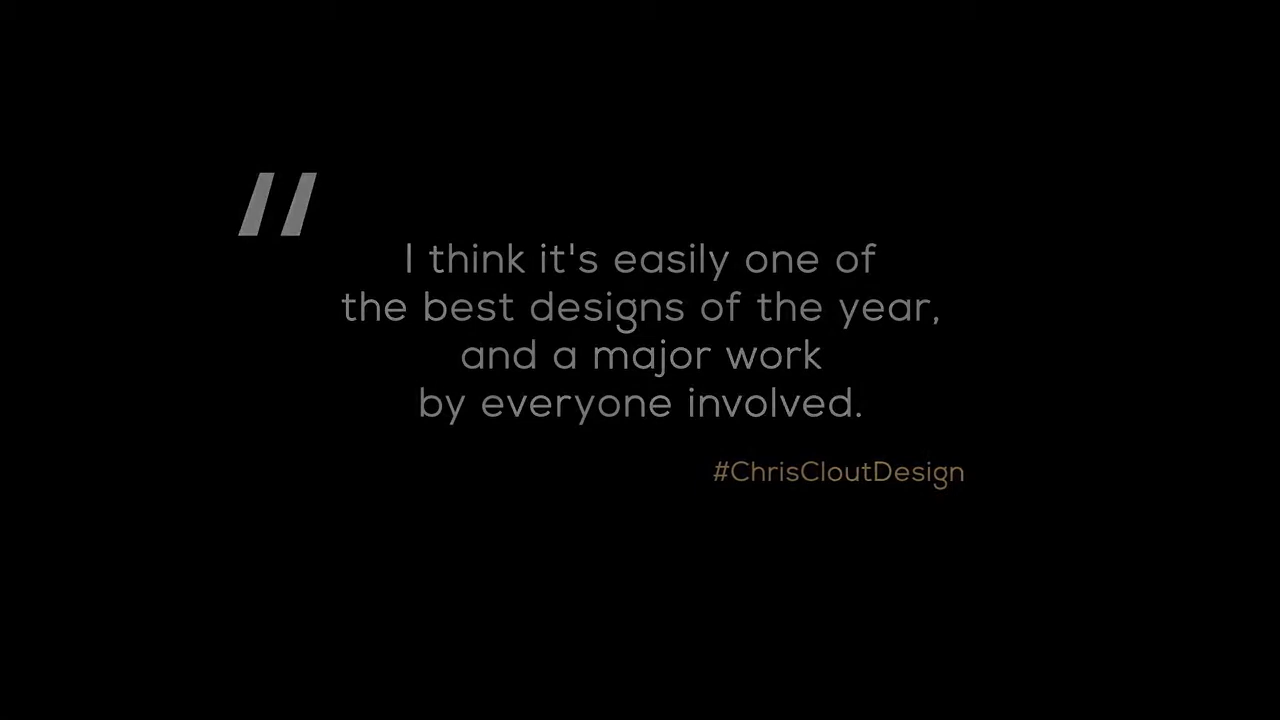 "
I think it's easily one of
the best designs of the year,
and a major work
by everyone involved.
#ChrisCloutDesign